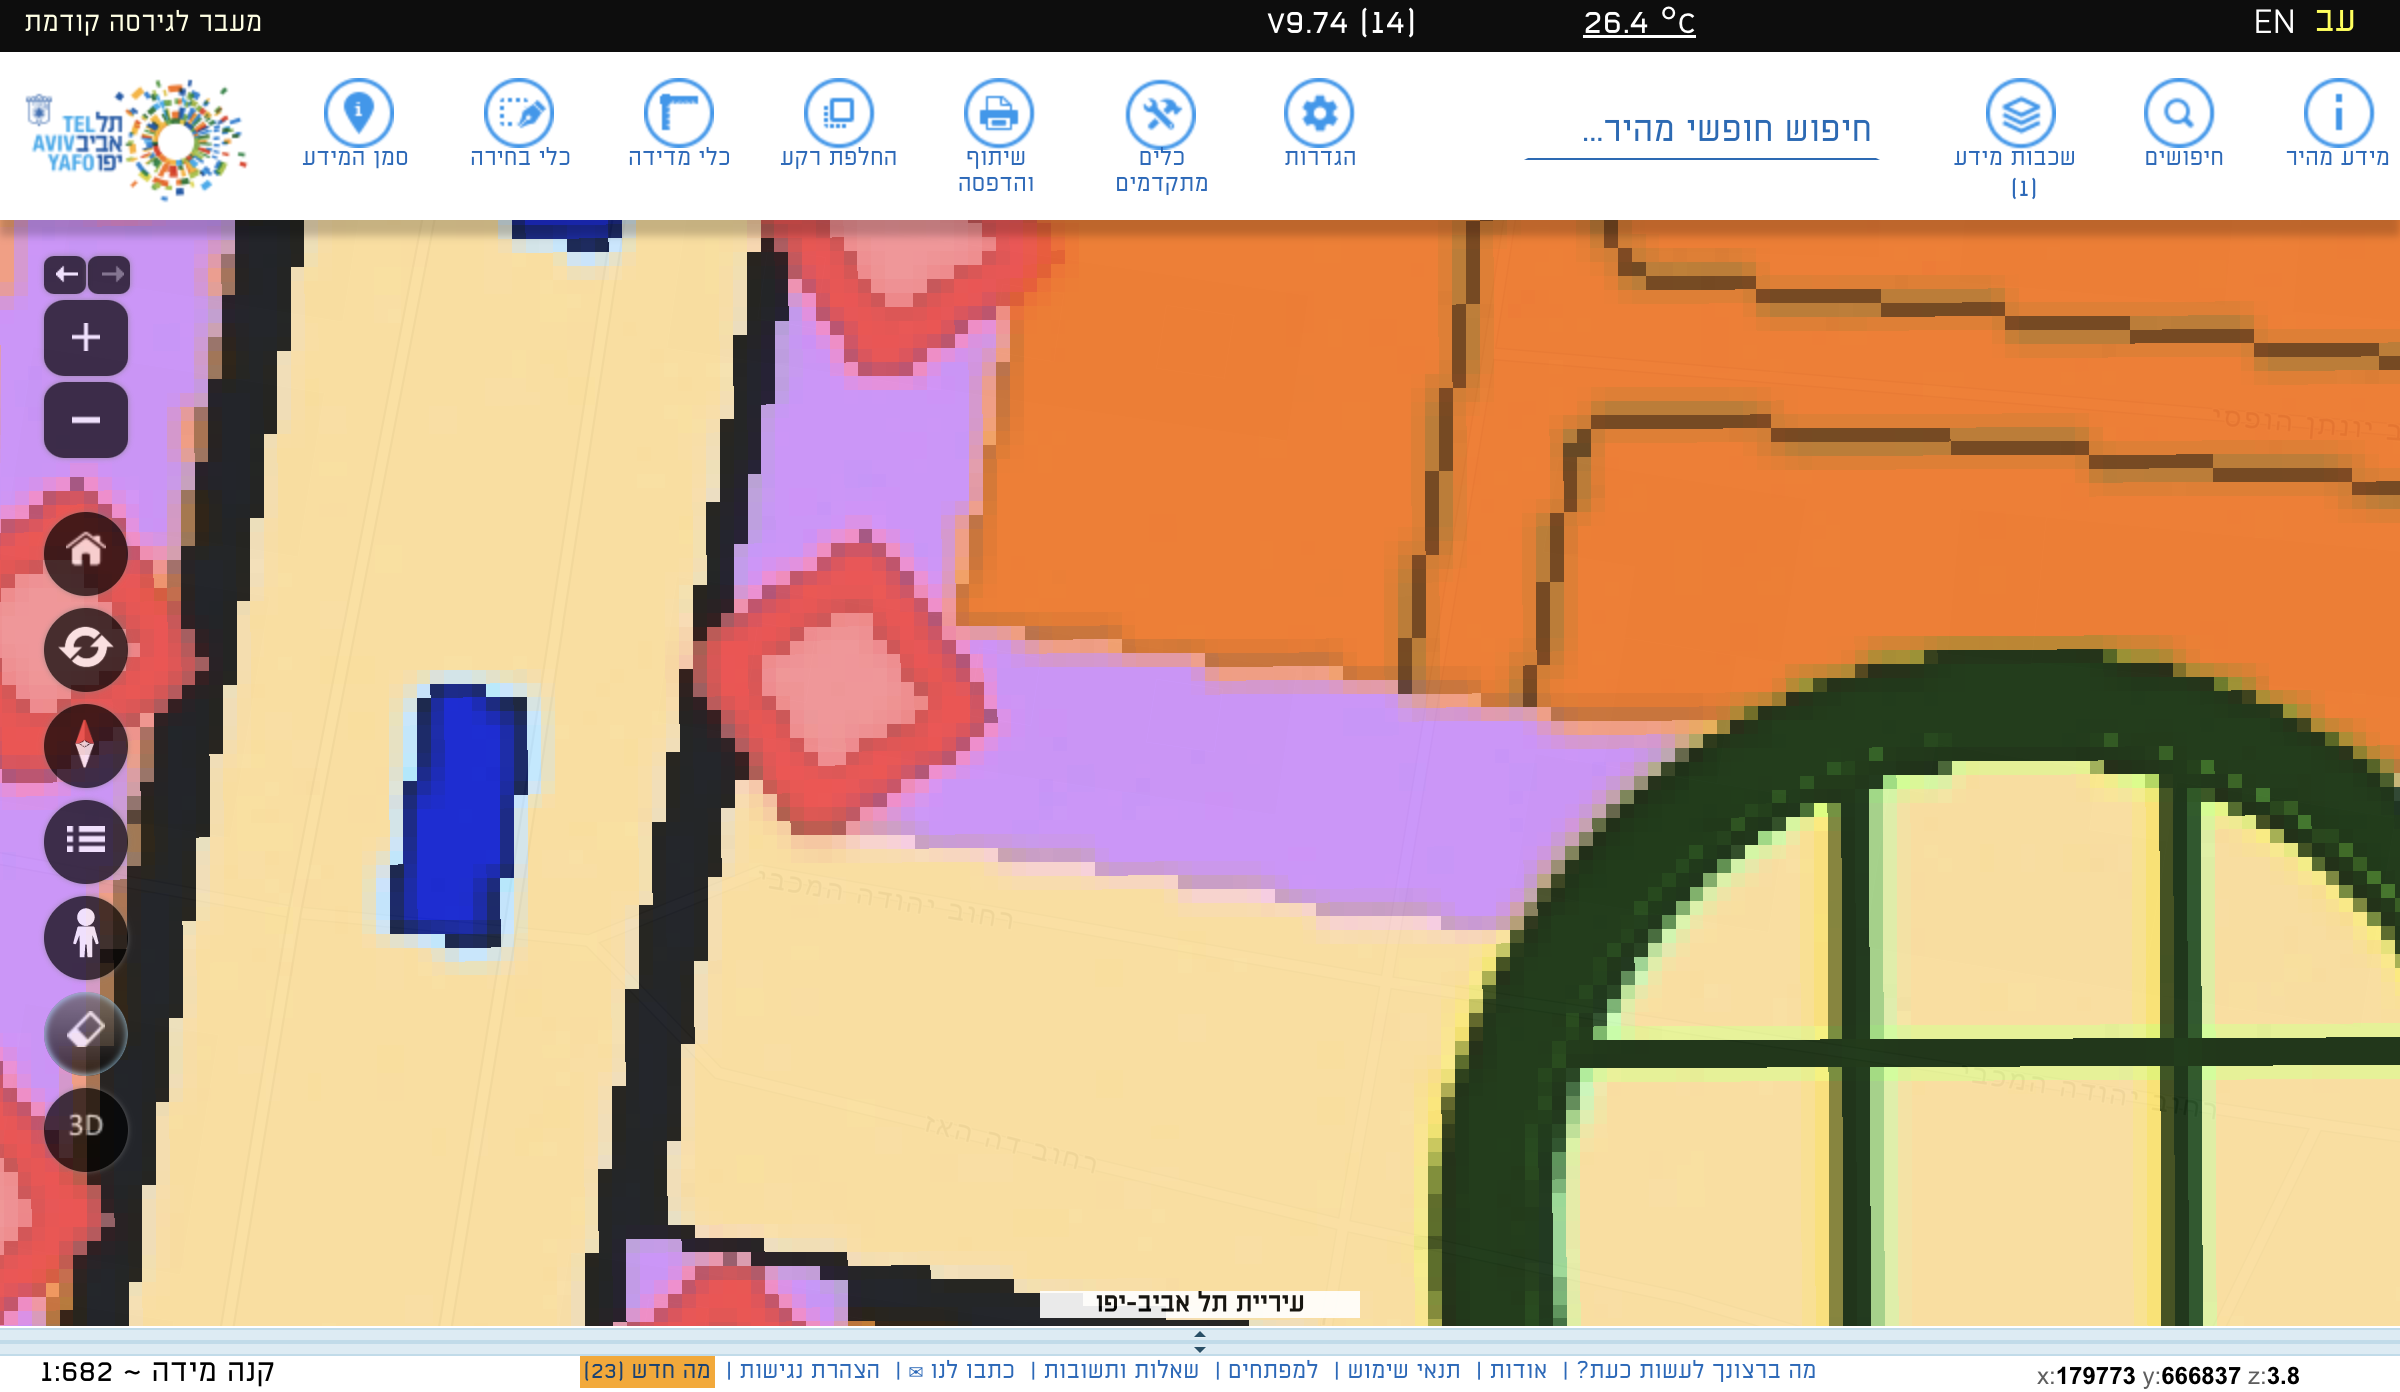 עב EN
26.4 °C
V9.74 (14)
מעבר לגירסה קודמת
מידע מהיר
חיפושים
שכבות מידע
(1)
חיפוש חופשי מהיר...
הגדרות
כלים
מתקדמים
שיתוף
והדפסה
החלפת רקע
כלי מדידה
כלי בחירה
סמן המידע
TEL תל
AVIV אביב
YAFO יפו
יונתן הופסי
רחוב יהודה המכבי
רחוב יהודה המכבי
רחוב דה האז
3D
עיריית תל אביב-יפו
מה ברצונך לעשות כעת? | אודות | תנאי שימוש | למפתחים | שאלות ותשובות | כתבו לנו ✉ | הצהרת נגישות | מה חדש (23)
קנה מידה ~ 1:682
x:179773 y:666837 z:3.8